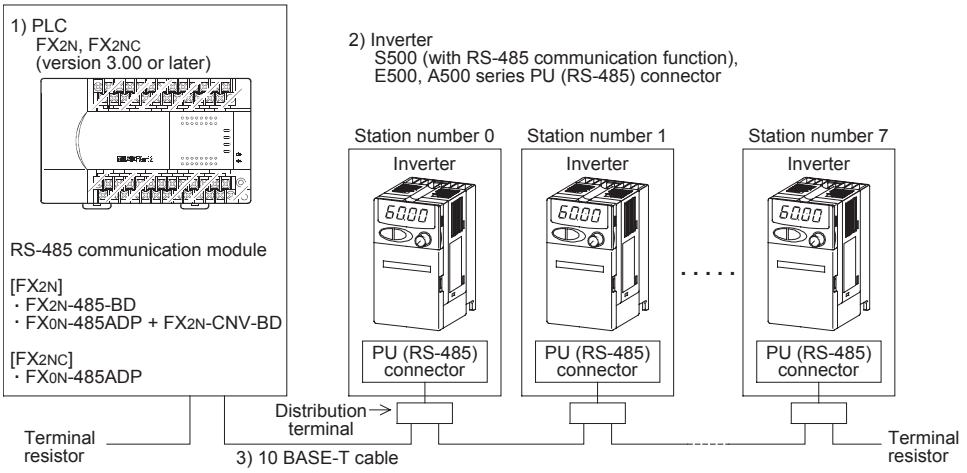 1) PLC
FX2N, FX2NC
(version 3.00 or later)
2) Inverter
S500 (with RS-485 communication function),
E500, A500 series PU (RS-485) connector
Station number 0
Station number 1
Station number 7
Inverter
Inverter
Inverter
60.00
60.00
60.00
RS-485 communication module
[FX2N]
· FX2N-485-BD
· FX0N-485ADP + FX2N-CNV-BD
[FX2NC]
· FX0N-485ADP
. . . . .
PU (RS-485)
connector
PU (RS-485)
connector
PU (RS-485)
connector
Distribution
terminal
Terminal
resistor
3) 10 BASE-T cable
Terminal
resistor